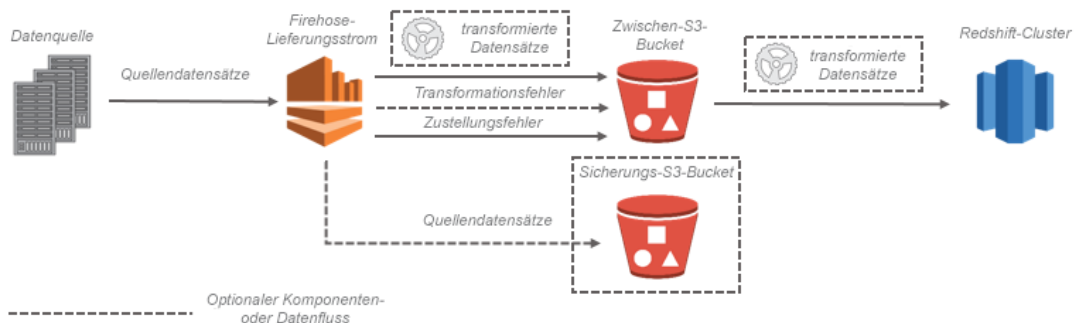 Datenquelle
Quellendatensätze
Firehose-
Lieferungsstrom
transformierte
Datensätze
Transformationsfehler
Zustellungsfehler
Zwischen-S3-
Bucket
transformierte
Datensätze
Redshift-Cluster
Quellendatensätze
Sicherungs-S3-Bucket
Optionaler Komponenten-
oder Datenfluss